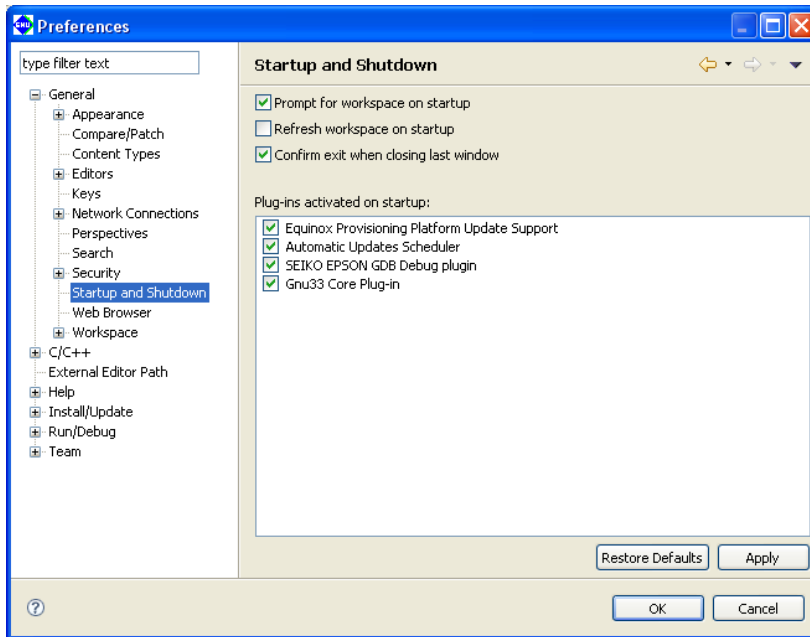 Preferences
type filter text
General
Appearance
Compare/Patch
Content Types
Editors
Keys
Network Connections
Perspectives
Search
Security
Startup and Shutdown
Web Browser
Workspace
C/C++
External Editor Path
Help
Install/Update
Run/Debug
Team
Startup and Shutdown
Prompt for workspace on startup
Refresh workspace on startup
Confirm exit when closing last window
Plug-ins activated on startup:
Equinox Provisioning Platform Update Support
Automatic Updates Scheduler
SEIKO EPSON GDB Debug plugin
Gnu33 Core Plug-in
Restore Defaults
Apply
OK
Cancel